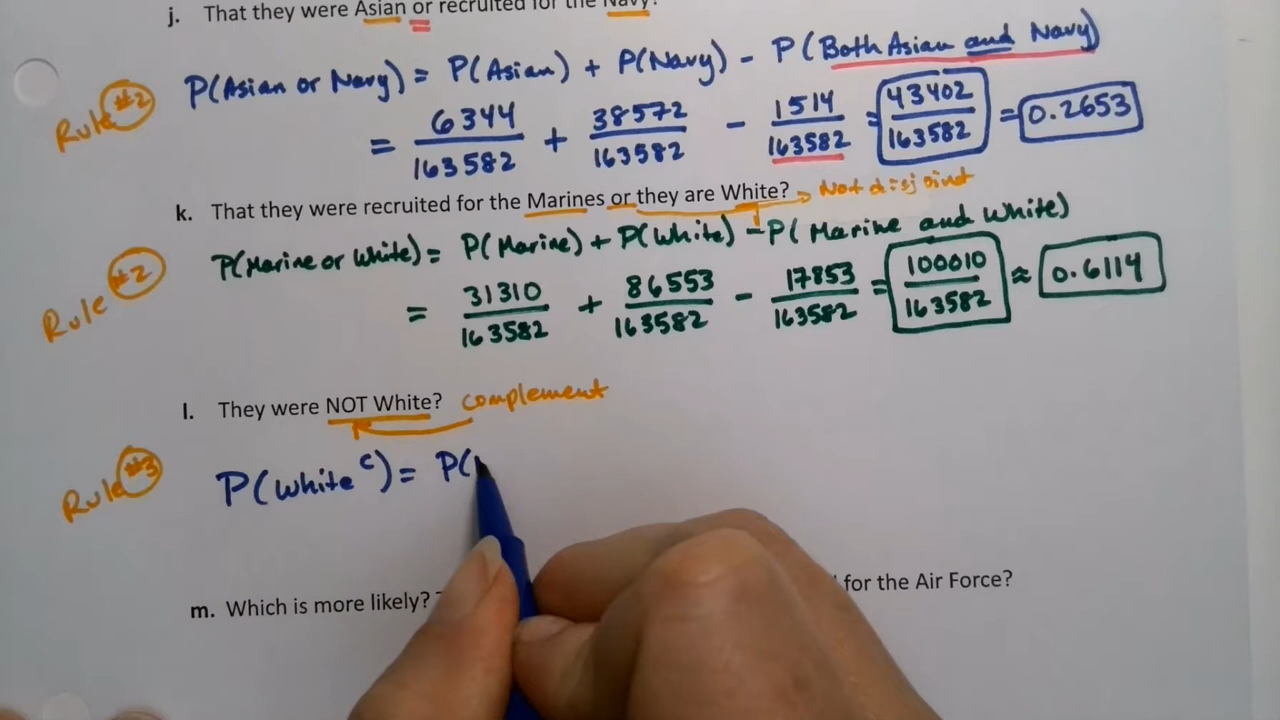 j. That they were Asian or recruited for the Navy?
Rule #2
P(Asian or Navy) = P(Asian) + P(Navy) - P(Both Asian and Navy)
= 6344/163582 + 38572/163582 - 1514/163582 = 43402/163582 = 0.2653
k. That they were recruited for the Marines or they are White? → Not disjoint
Rule #2
P(Marine or White) = P(Marine) + P(White) - P(Marine and White)
= 31310/163582 + 86553/163582 - 17853/163582 = 100010/163582 ≈ 0.6114
l. They were NOT White? complement
Rule #3
P(White^c) = P(
m. Which is more likely? for the Air Force?